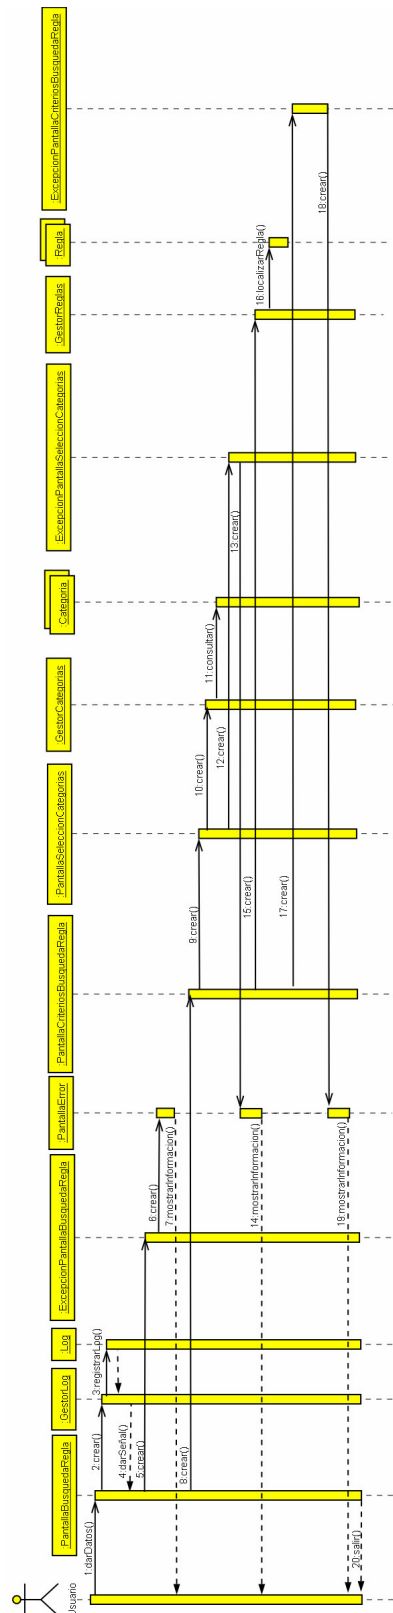 Usuario
:PantallaBusquedaRegla
:GestorLog
:Log
:ExcepcionPantallaBusquedaRegla
:PantallaError
:PantallaCriteriosBusquedaRegla
:PantallaSeleccionCategorias
:GestorCategorias
:Categoria
:ExcepcionPantallaSeleccionCategorias
:GestorReglas
:Regla
:ExcepcionPantallaCriteriosBusquedaRegla
1:darDatos()
2:crear()
3:registrarLog()
4:darSeñal()
5:crear()
6:crear()
7:mostrarInformacion()
8:crear()
9:crear()
10:crear()
11:consultar()
12:crear()
13:crear()
14:mostrarInformacion()
15:crear()
16:localizarRegla()
17:crear()
18:crear()
19:mostrarInformacion()
20:salir()